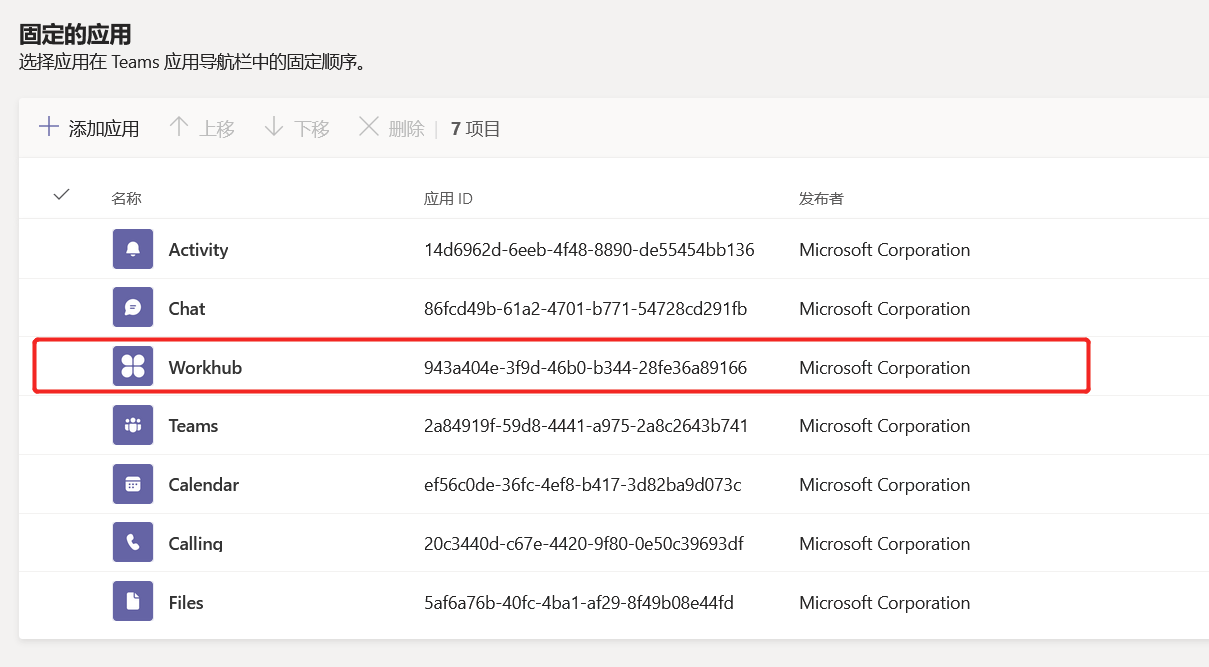 固定的应用
选择应用在 Teams 应用导航栏中的固定顺序。
添加应用 上移 下移 删除 7 项目
名称 应用 ID 发布者
Activity 14d6962d-6eeb-4f48-8890-de55454bb136 Microsoft Corporation
Chat 86fcd49b-61a2-4701-b771-54728cd291fb Microsoft Corporation
Workhub 943a404e-3f9d-46b0-b344-28fe36a89166 Microsoft Corporation
Teams 2a84919f-59d8-4441-a975-2a8c2643b741 Microsoft Corporation
Calendar ef56c0de-36fc-4ef8-b417-3d82ba9d073c Microsoft Corporation
Calling 20c3440d-c67e-4420-9f80-0e50c39693df Microsoft Corporation
Files 5af6a76b-40fc-4ba1-af29-8f49b08e44fd Microsoft Corporation